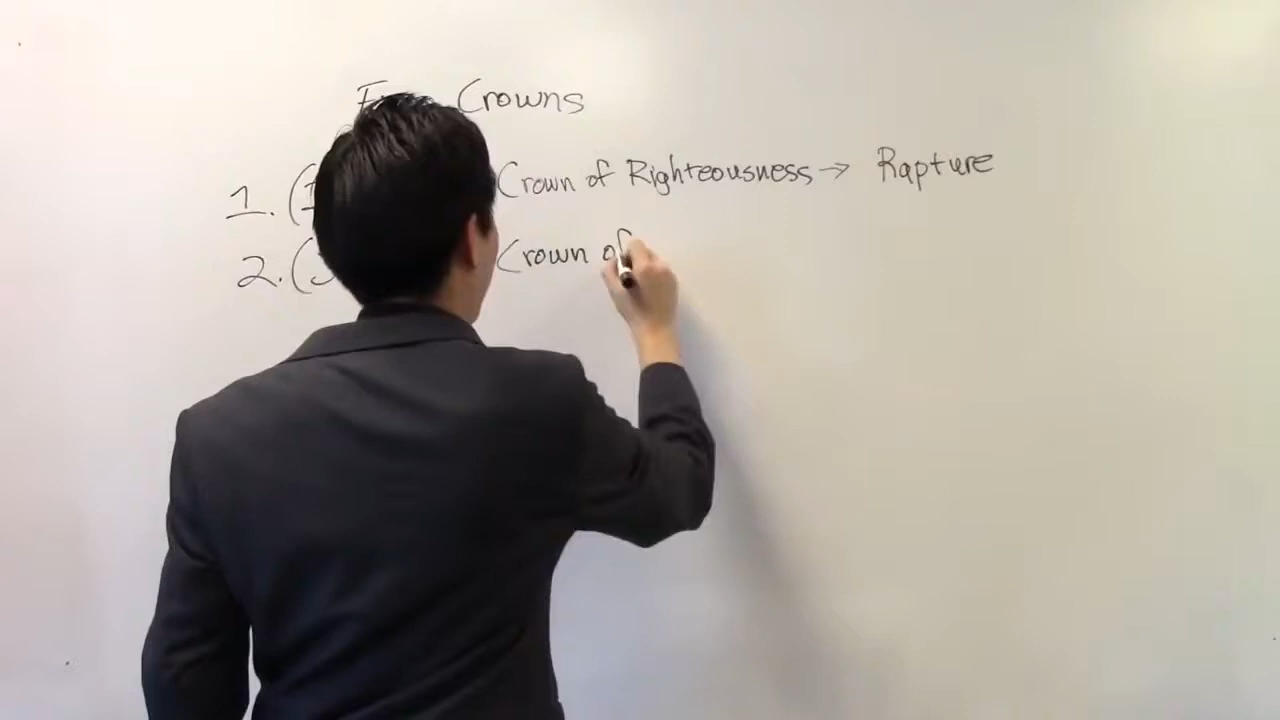 Crowns
1. ( Crown of Righteousness → Rapture
2. ( Crown of